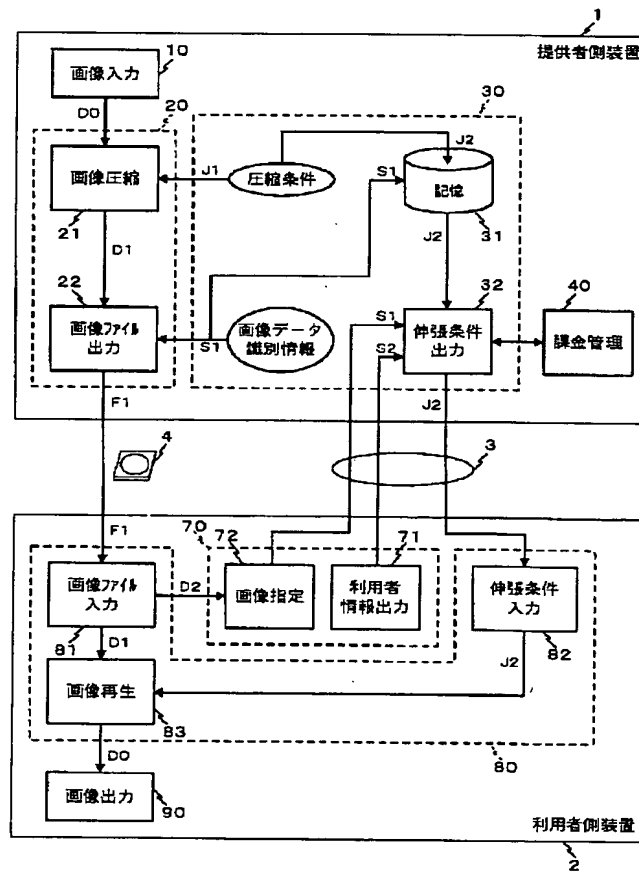 1
提供者側装置
10
画像入力
D0
20
30
画像圧縮
21
J1
圧縮条件
J2
S1
記憶
31
D1
J2
22
32
40
画像ファイル
出力
S1
画像データ
識別情報
S1
S2
伸張条件
出力
課金管理
F1
J2
4
3
F1
70
72
71
画像ファイル
入力
81
D2
画像指定
利用者
情報出力
伸張条件
入力
82
D1
J2
画像再生
83
D0
80
画像出力
90
利用者側装置
2